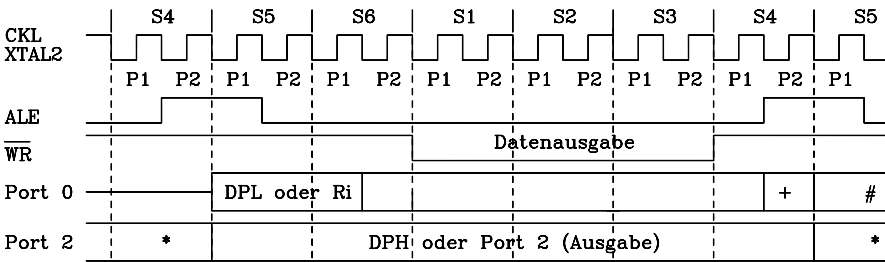 S4 S5 S6 S1 S2 S3 S4 S5
CKL
XTAL2
P1 P2 P1 P2 P1 P2 P1 P2 P1 P2 P1 P2 P1 P2 P1
ALE
WR Datenausgabe
Port 0 DPL oder Ri + #
Port 2 * DPH oder Port 2 (Ausgabe) *